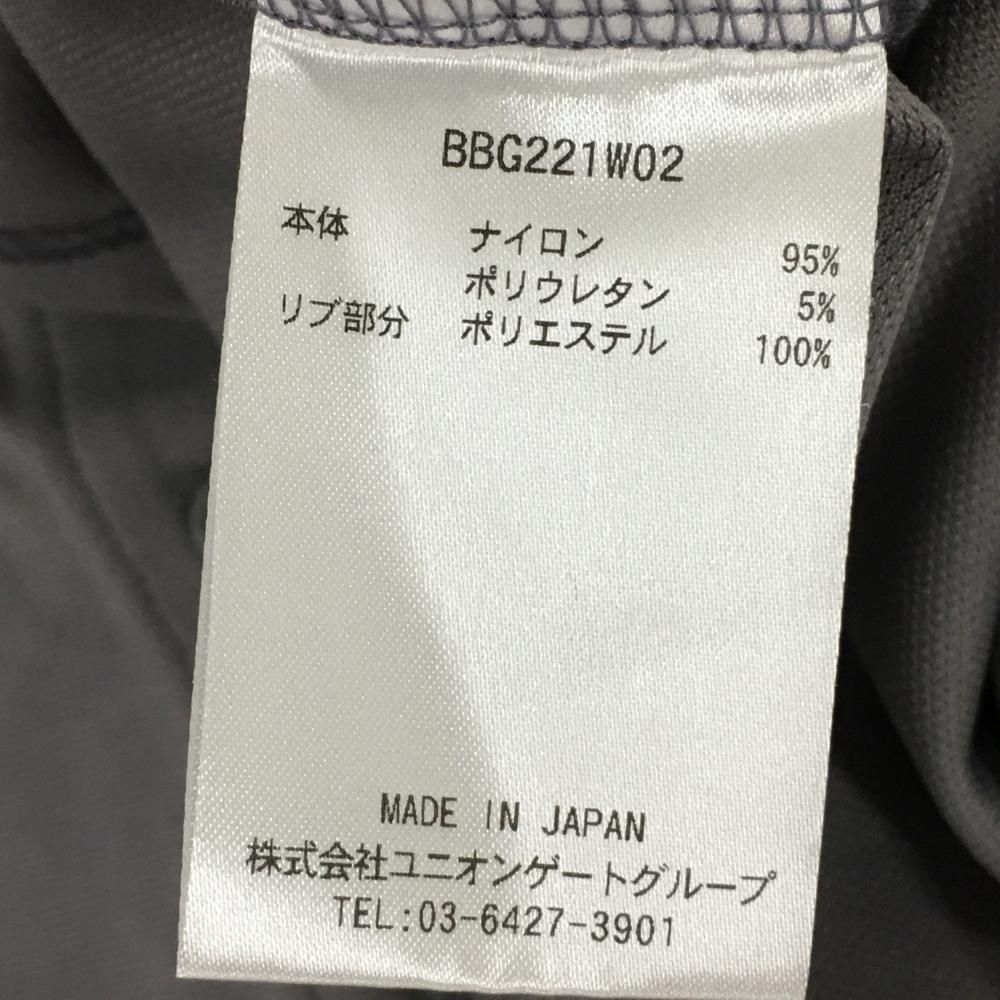 BBG221W02
本体 ナイロン 95%
ポリウレタン 5%
リブ部分 ポリエステル 100%
MADE IN JAPAN
株式会社ユニオンゲートグループ
TEL:03-6427-3901